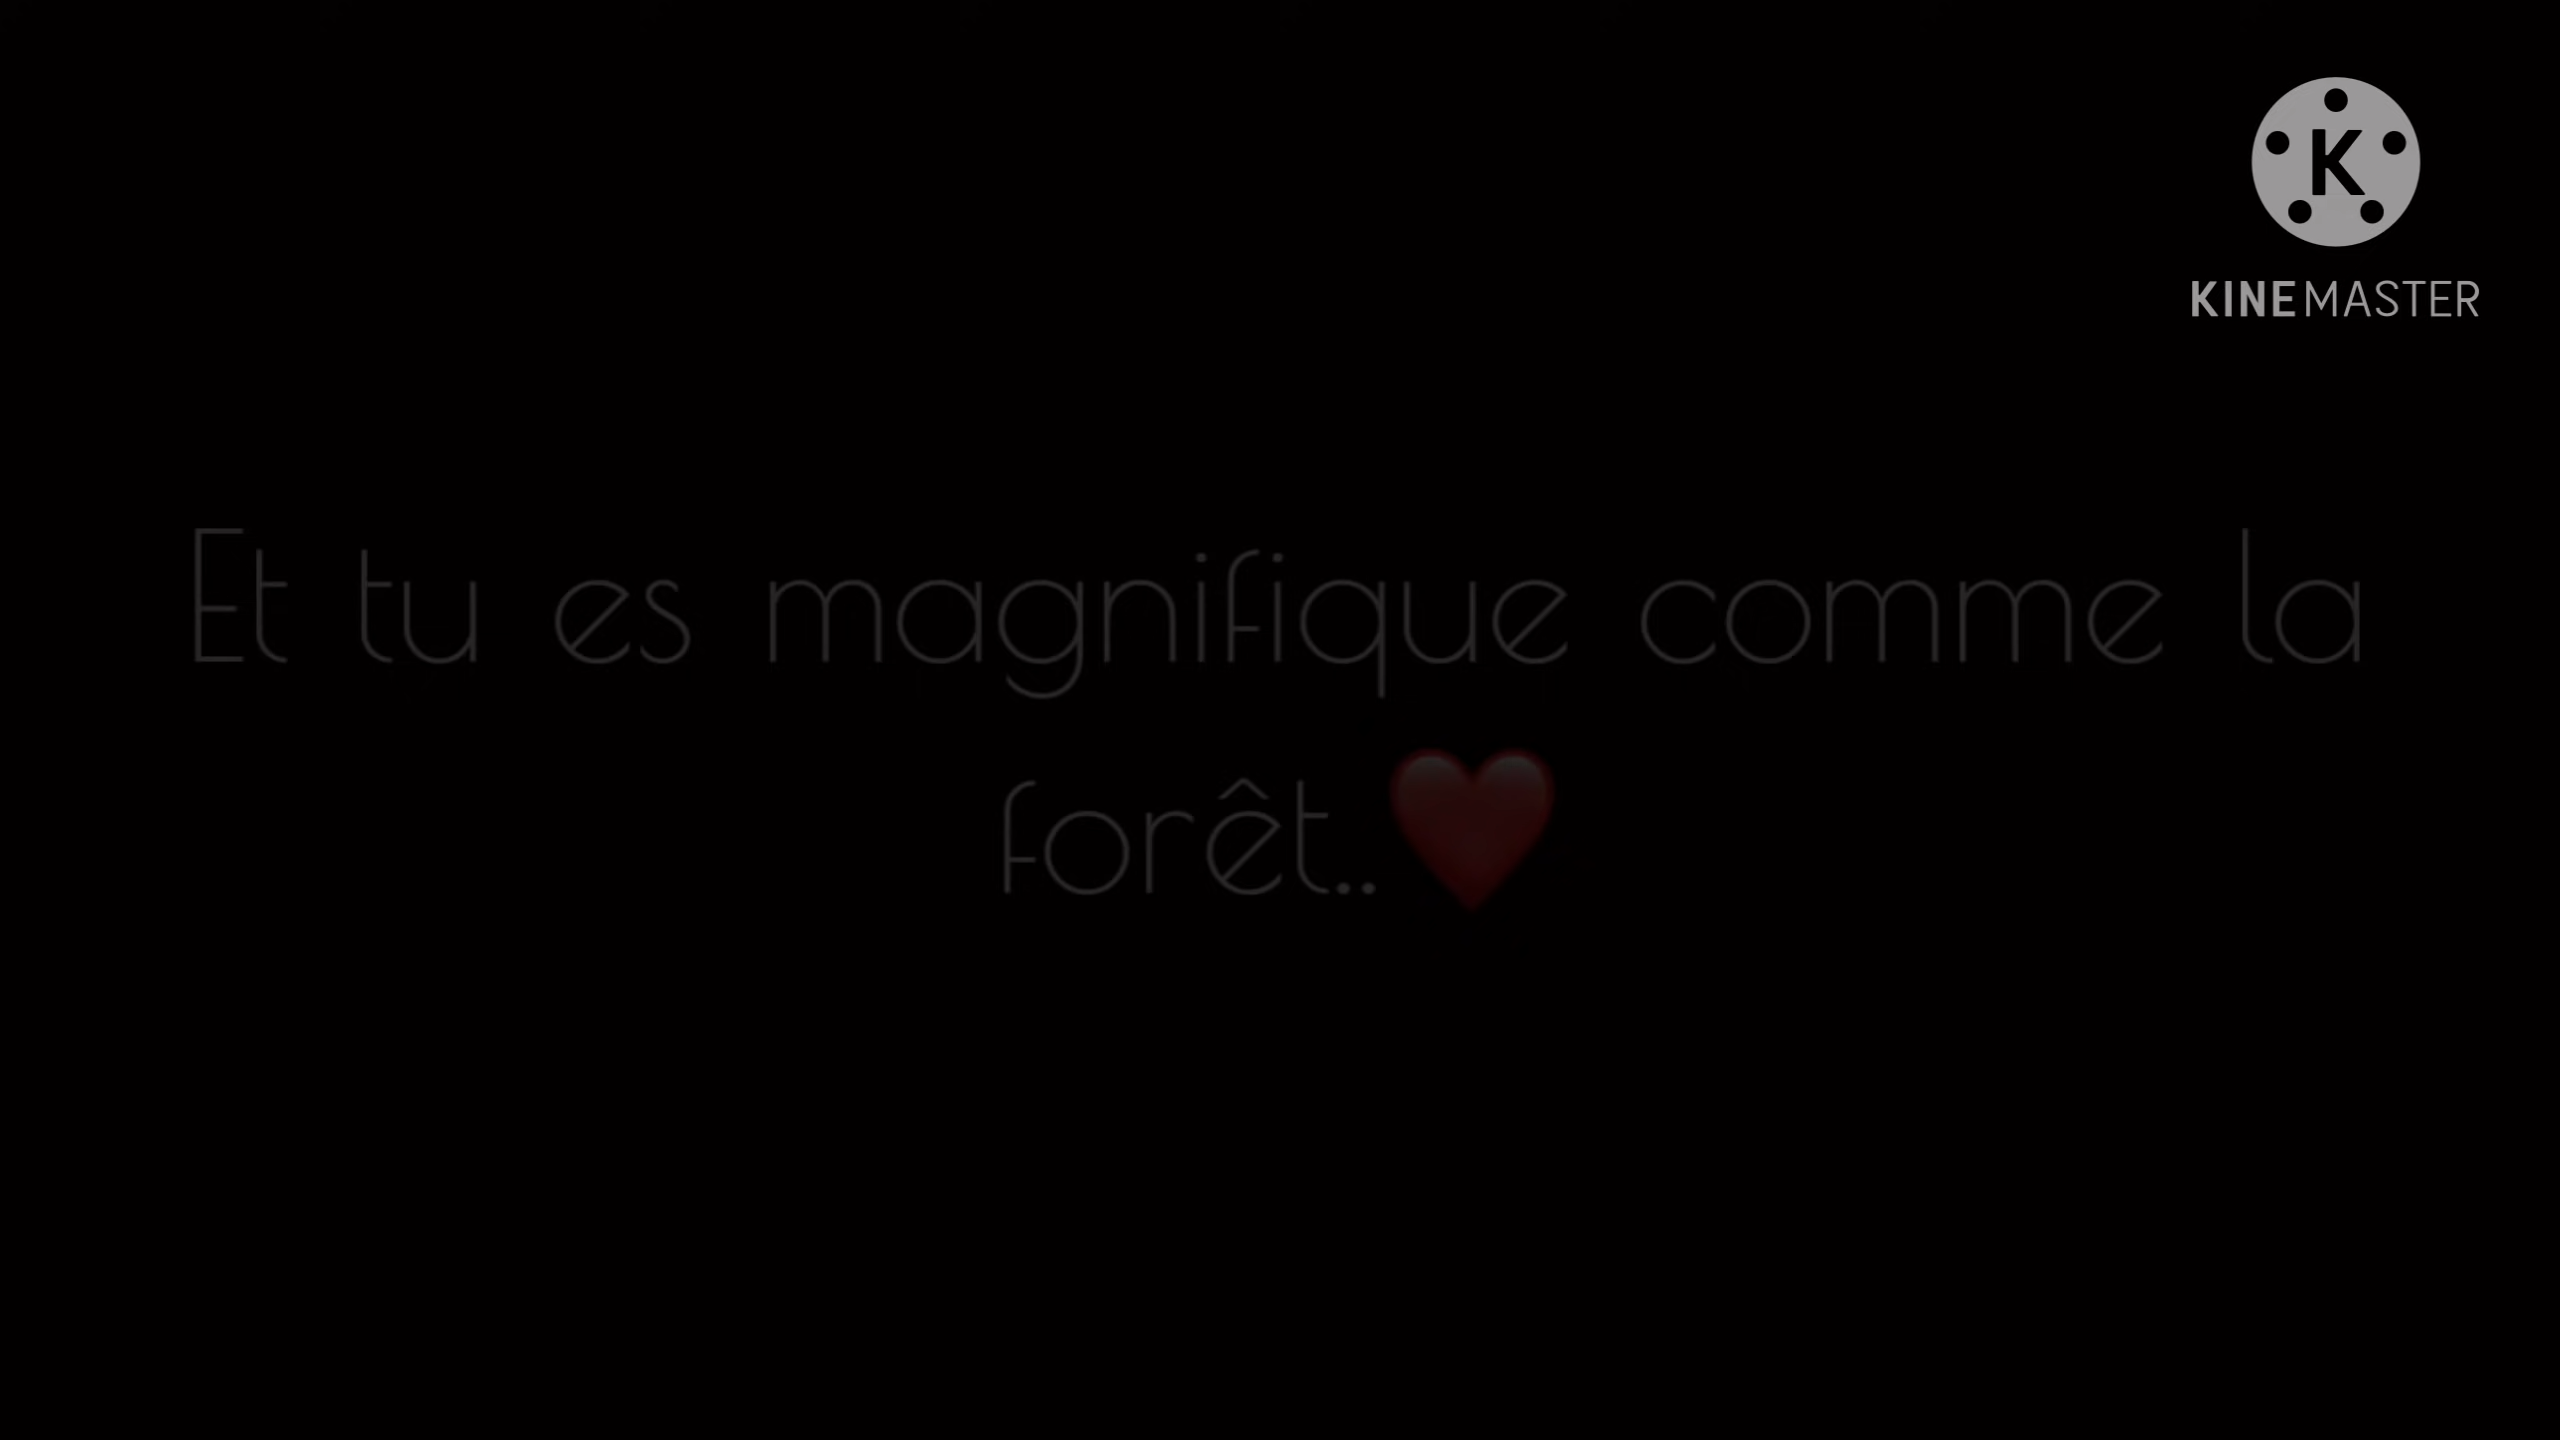 K
KINEMASTER
Et tu es magnifique comme la
forêt..♥️